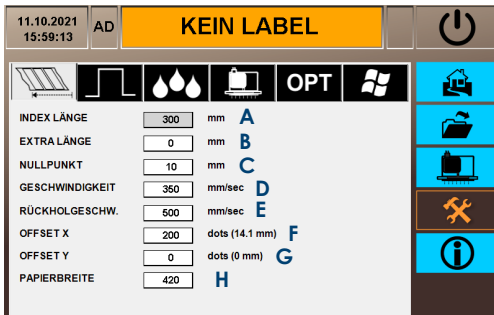 11.10.2021
15:59:13
AD
KEIN LABEL
OPT
INDEX LÄNGE 300 mm A
EXTRA LÄNGE 0 mm B
NULLPUNKT 10 mm C
GESCHWINDIGKEIT 350 mm/sec D
RÜCKHOLGESCHW. 500 mm/sec E
OFFSET X 200 dots (14.1 mm) F
OFFSET Y 0 dots (0 mm) G
PAPIERBREITE 420 H